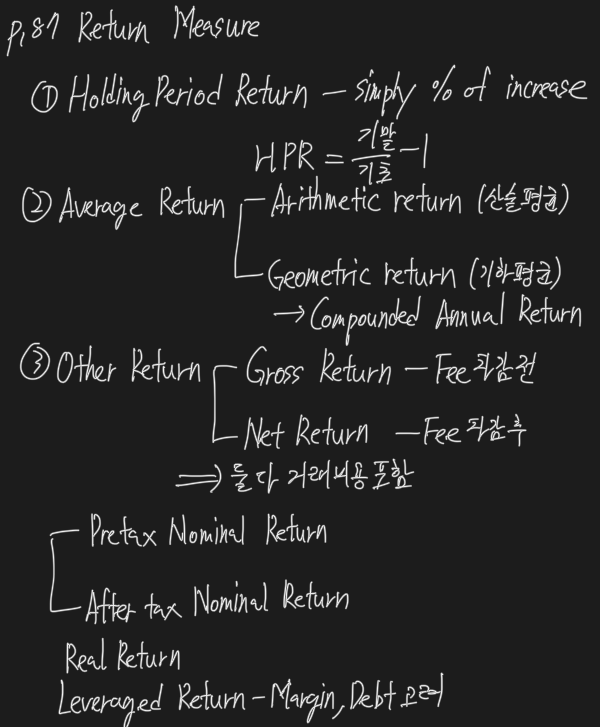 p.87 Return Measure
① Holding Period Return – simply % of increase
HPR = 기말/기초 - 1
② Average Return
Arithmetic return (산술평균)
Geometric return (기하평균)
→ Compounded Annual Return
③ Other Return
Gross Return – Fee 차감전
Net Return – Fee 차감후
⇒ 둘다 거래비용포함
Pretax Nominal Return
After tax Nominal Return
Real Return
Leveraged Return – Margin, Debt 고려